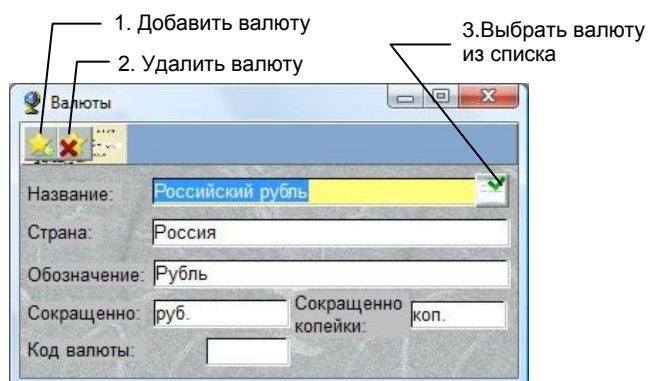 1. Добавить валюту
3.Выбрать валюту
из списка
2. Удалить валюту
Валюты
Название: Российский рубль
Страна: Россия
Обозначение: Рубль
Сокращенно: руб. Сокращенно копейки: коп.
Код валюты: